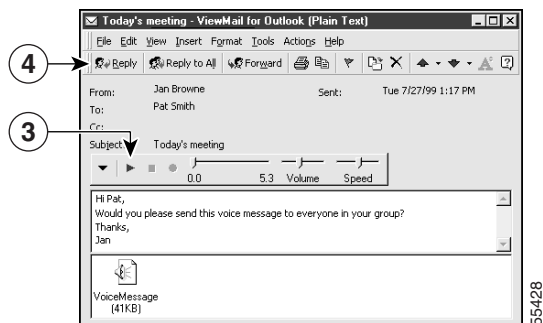 Today's meeting - ViewMail for Outlook (Plain Text)
File Edit View Insert Format Tools Actions Help
4
Reply Reply to All Forward
From: Jan Browne Sent: Tue 7/27/99 1:17 PM
To: Pat Smith
Cc:
3
Subject: Today's meeting
0.0 5.3 Volume Speed
Hi Pat,
Would you please send this voice message to everyone in your group?
Thanks,
Jan
VoiceMessage
(41KB)
55428